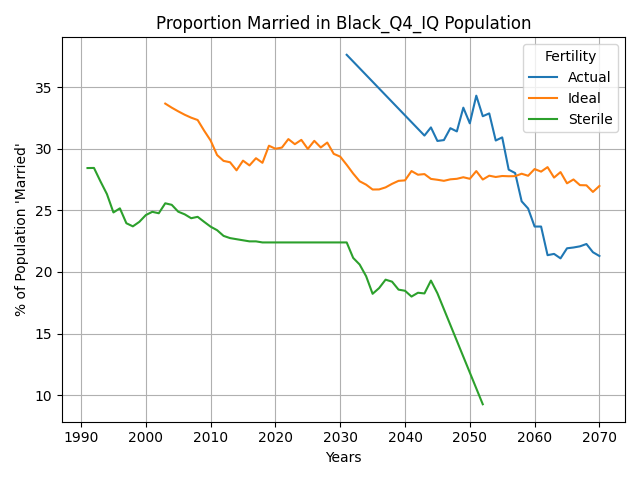 Proportion Married in Black_Q4_IQ Population
Fertility
Actual
Ideal
Sterile
% of Population 'Married'
35
30
25
20
15
10
1990 2000 2010 2020 2030 2040 2050 2060 2070
Years